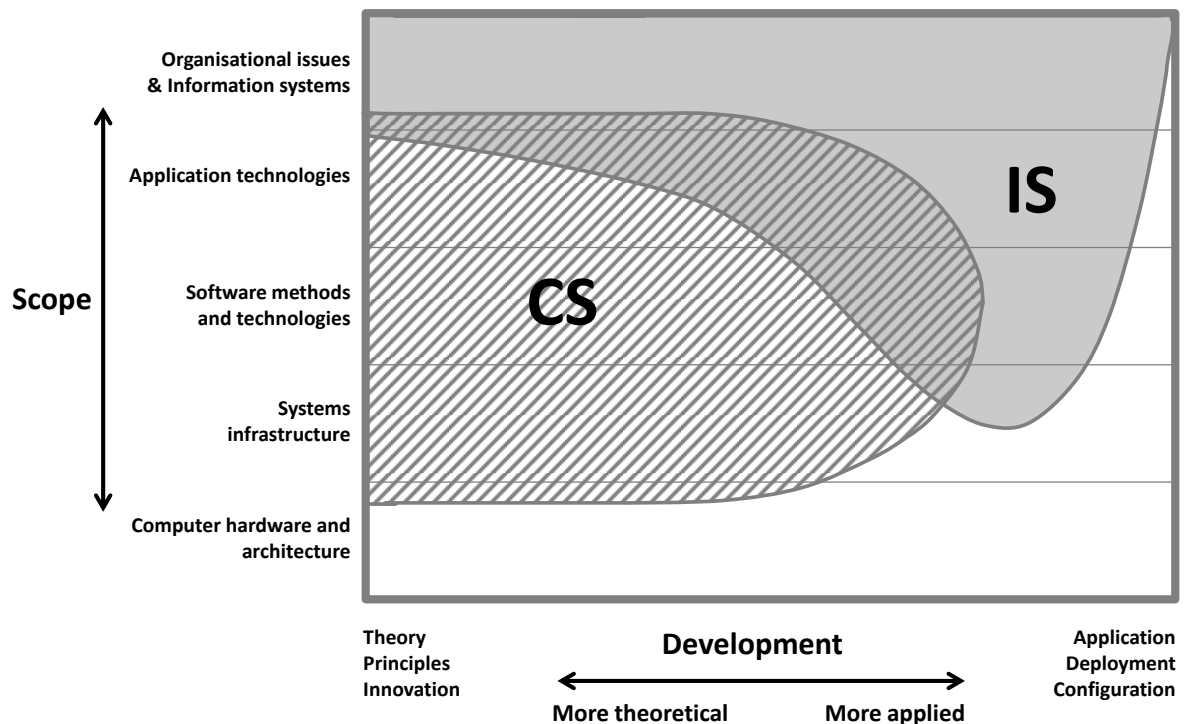 Organisational issues
& Information systems
Application technologies
IS
CS
Scope
Software methods
and technologies
Systems
infrastructure
Computer hardware and
architecture
Theory
Principles
Innovation
Development
Application
Deployment
Configuration
More theoretical
More applied